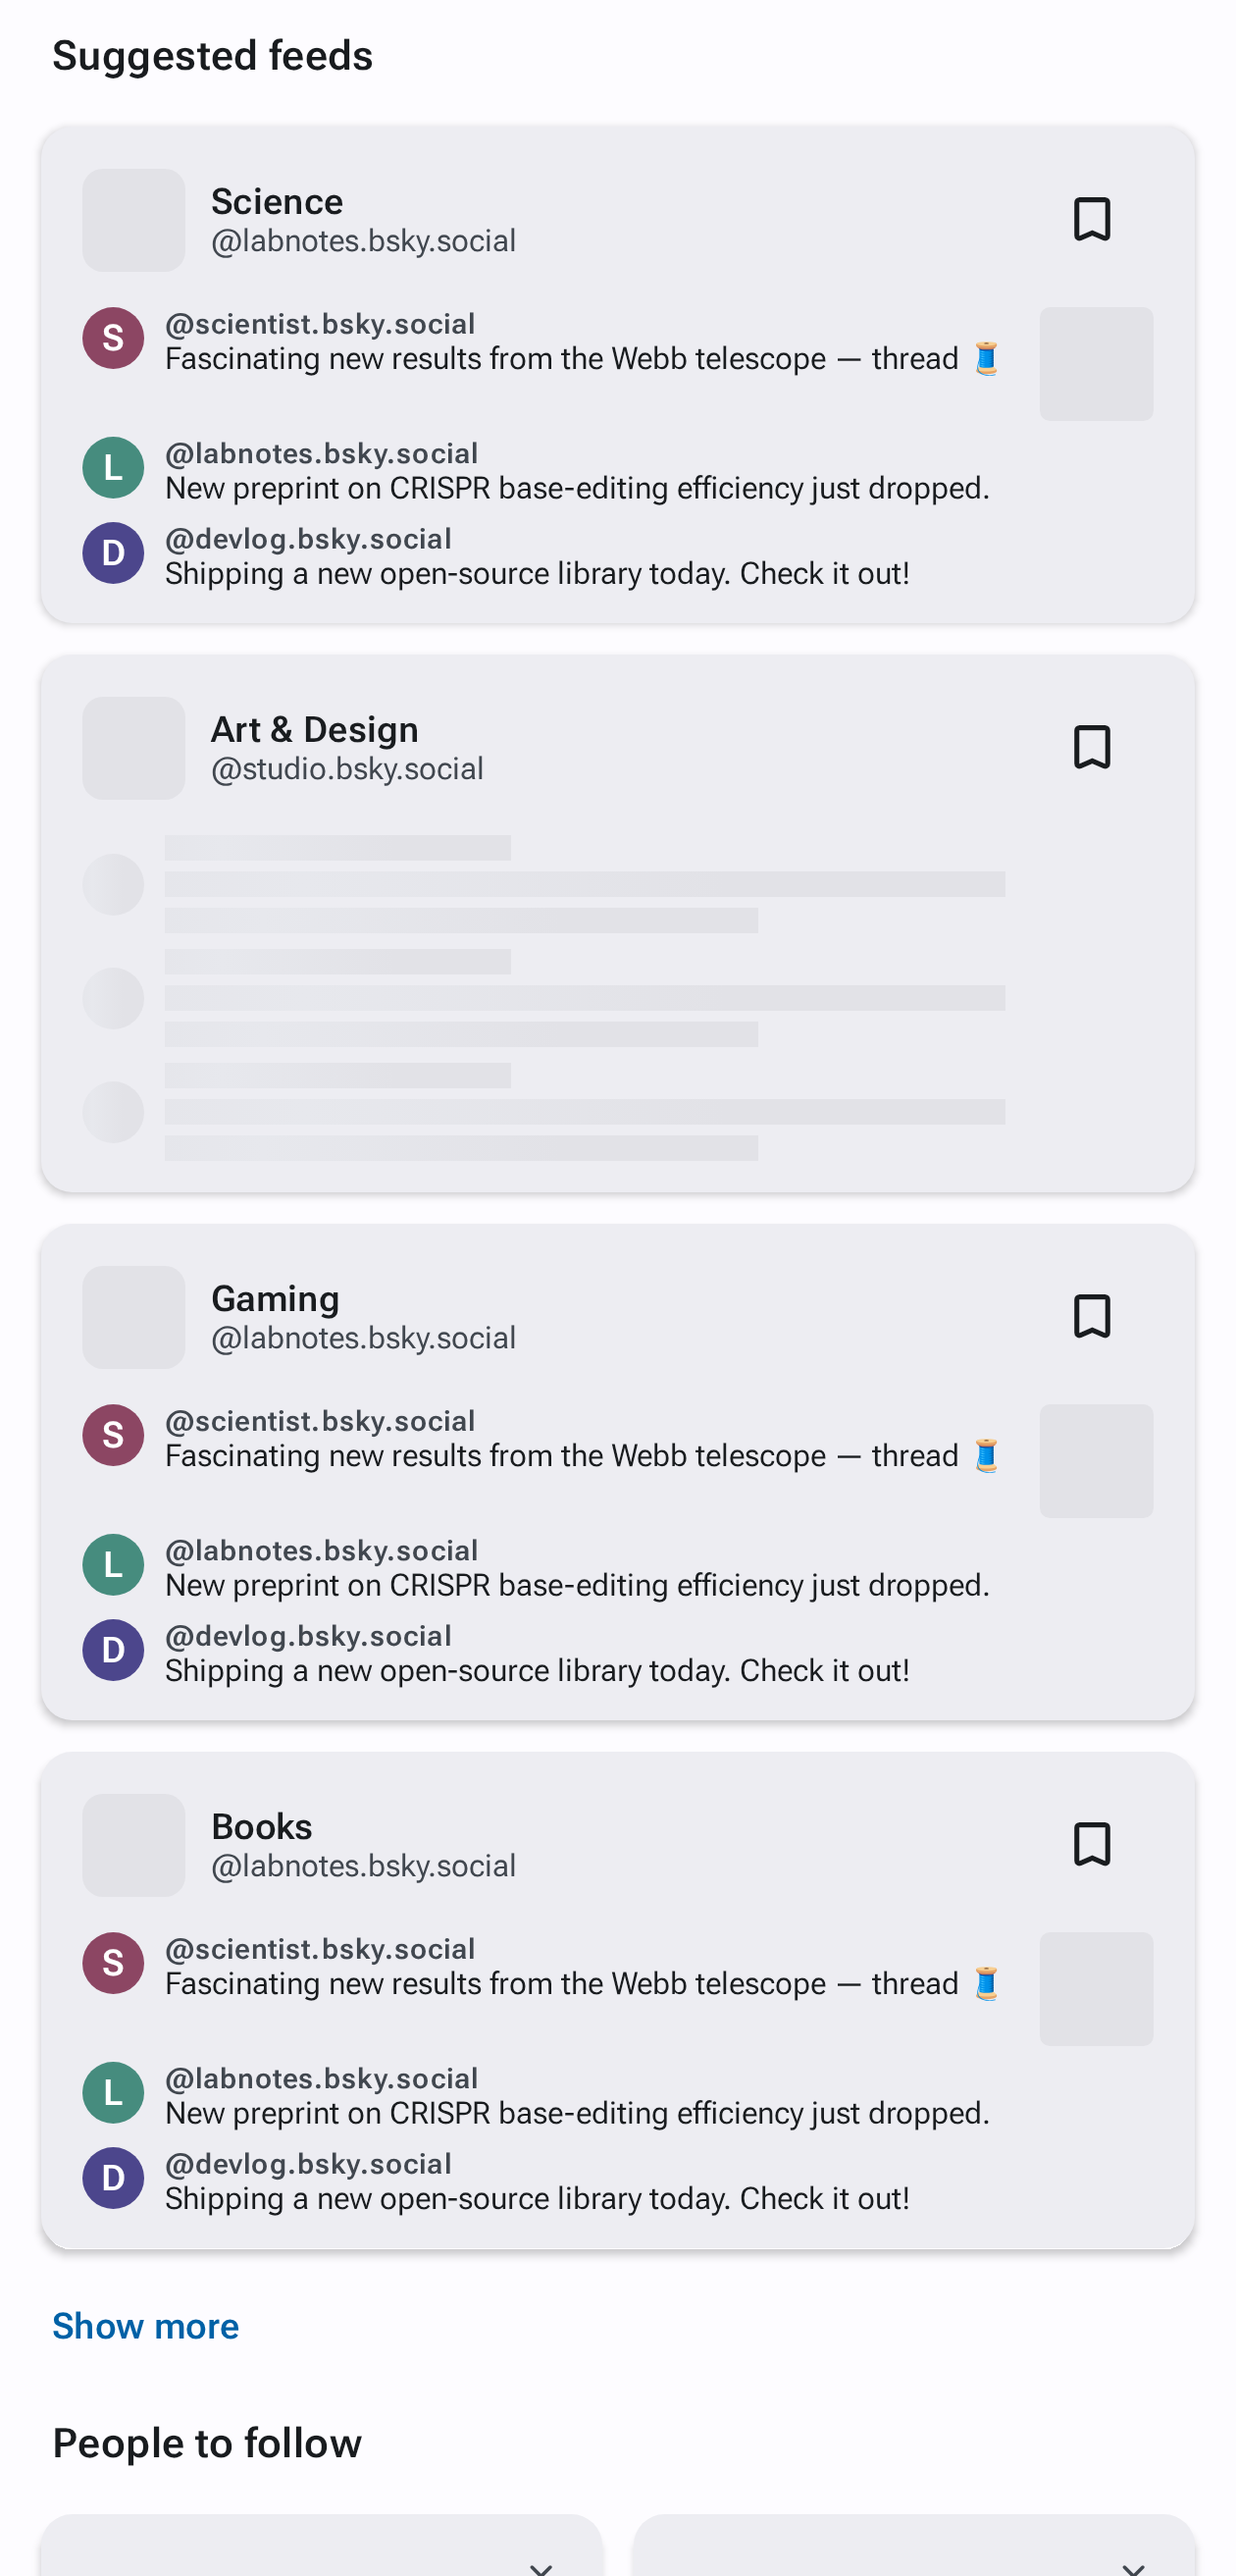 Suggested feeds
Science
@labnotes.bsky.social
S
@scientist.bsky.social
Fascinating new results from the Webb telescope — thread 🧵
L
@labnotes.bsky.social
New preprint on CRISPR base-editing efficiency just dropped.
D
@devlog.bsky.social
Shipping a new open-source library today. Check it out!
Art & Design
@studio.bsky.social
Gaming
@labnotes.bsky.social
S
@scientist.bsky.social
Fascinating new results from the Webb telescope — thread 🧵
L
@labnotes.bsky.social
New preprint on CRISPR base-editing efficiency just dropped.
D
@devlog.bsky.social
Shipping a new open-source library today. Check it out!
Books
@labnotes.bsky.social
S
@scientist.bsky.social
Fascinating new results from the Webb telescope — thread 🧵
L
@labnotes.bsky.social
New preprint on CRISPR base-editing efficiency just dropped.
D
@devlog.bsky.social
Shipping a new open-source library today. Check it out!
Show more
People to follow